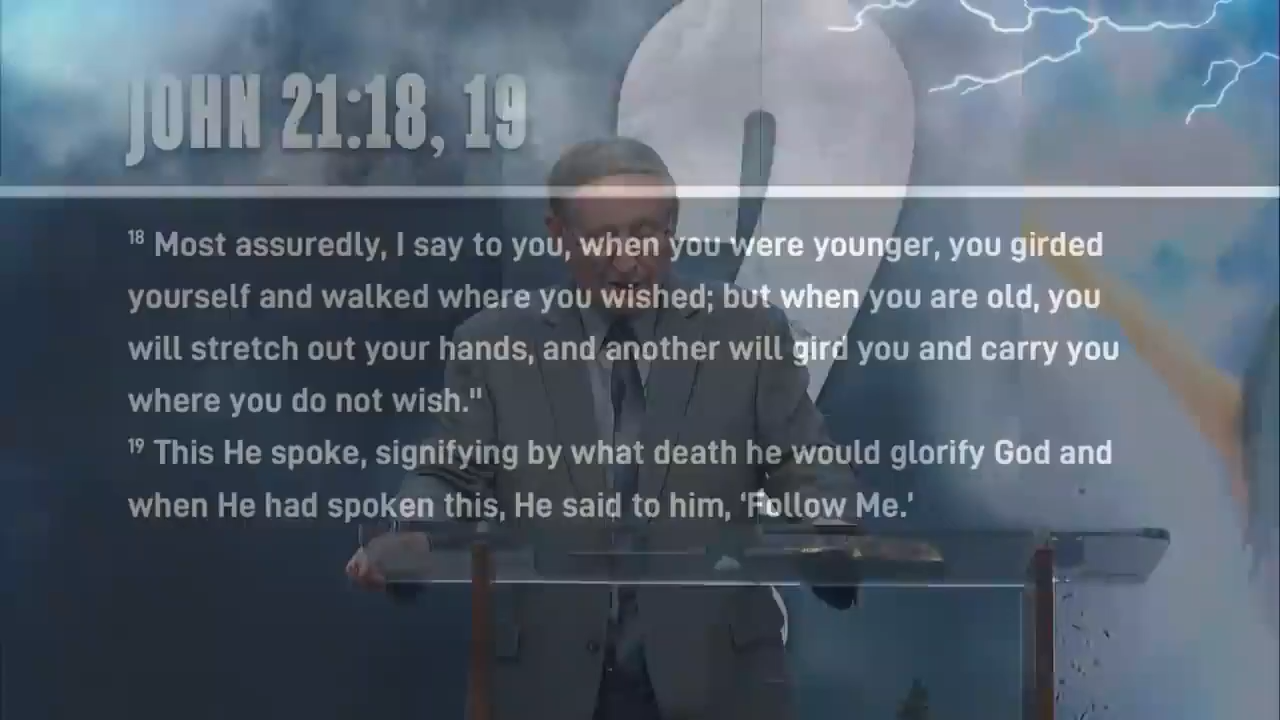 JOHN 21:18, 19
18 Most assuredly, I say to you, when you were younger, you girded
yourself and walked where you wished; but when you are old, you
will stretch out your hands, and another will gird you and carry you
where you do not wish."
19 This He spoke, signifying by what death he would glorify God and
when He had spoken this, He said to him, ‘Follow Me.’